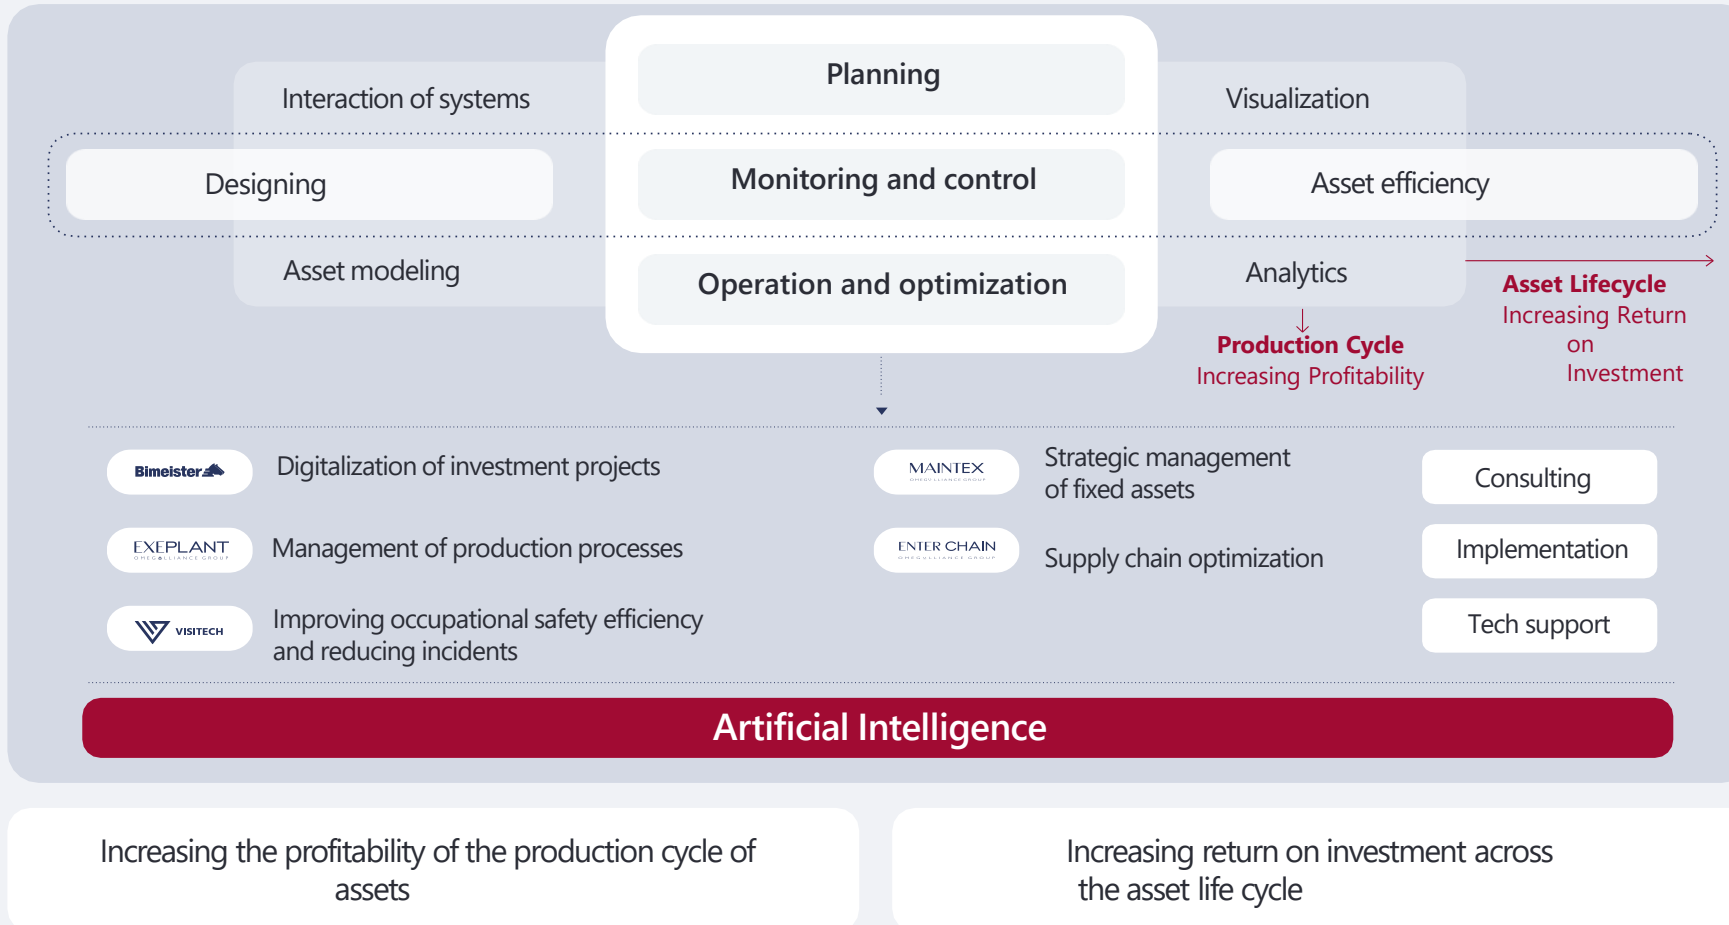 Planning
Interaction of systems
Visualization
Designing
Monitoring and control
Asset efficiency
Asset modeling
Operation and optimization
Analytics
Asset Lifecycle
Increasing Return
on
Investment
Production Cycle
Increasing Profitability
Bimeister
Digitalization of investment projects
MAINTEX
Strategic management
of fixed assets
Consulting
EXEPLANT
Management of production processes
ENTER CHAIN
Supply chain optimization
Implementation
VISITECH
Improving occupational safety efficiency
and reducing incidents
Tech support
Artificial Intelligence
Increasing the profitability of the production cycle of
assets
Increasing return on investment across
the asset life cycle